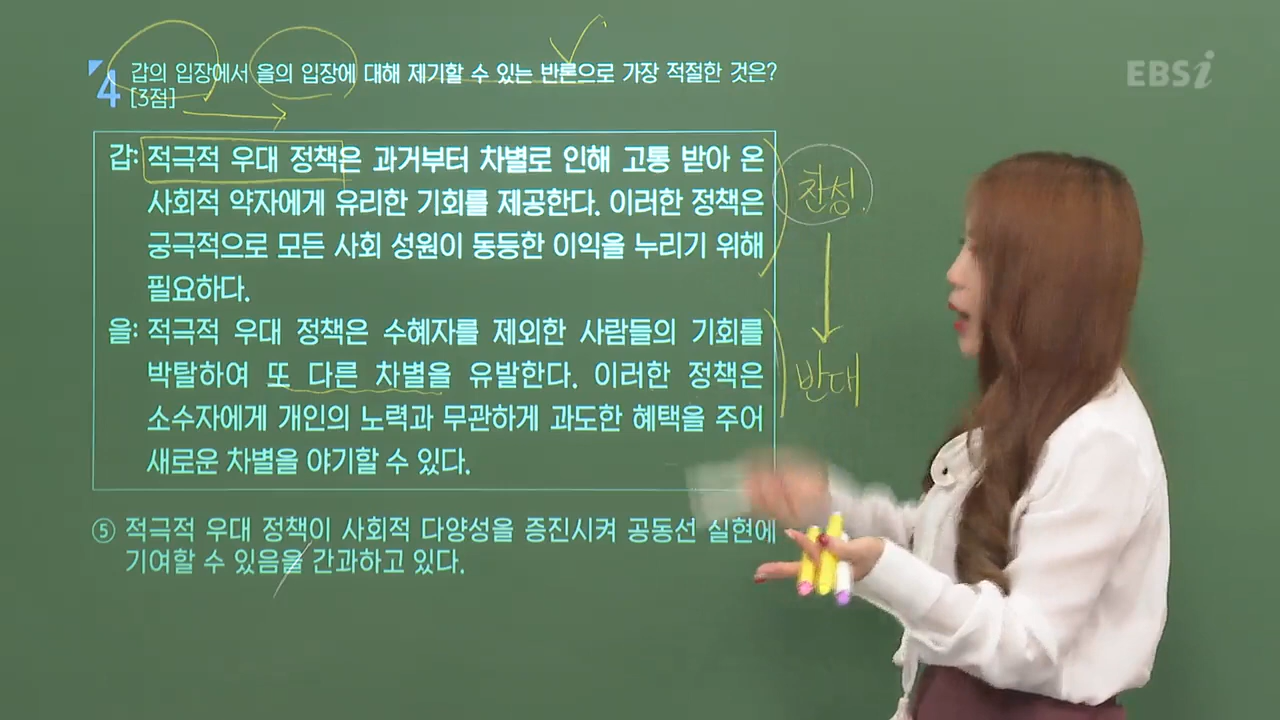 EBSi
4 갑의 입장에서 을의 입장에 대해 제기할 수 있는 반론으로 가장 적절한 것은?
[3점]
갑: 적극적 우대 정책은 과거부터 차별로 인해 고통 받아 온
사회적 약자에게 유리한 기회를 제공한다. 이러한 정책은
궁극적으로 모든 사회 성원이 동등한 이익을 누리기 위해
필요하다.
찬성.
을: 적극적 우대 정책은 수혜자를 제외한 사람들의 기회를
박탈하여 또 다른 차별을 유발한다. 이러한 정책은
소수자에게 개인의 노력과 무관하게 과도한 혜택을 주어
새로운 차별을 야기할 수 있다.
반대
⑤ 적극적 우대 정책이 사회적 다양성을 증진시켜 공동선 실현에
기여할 수 있음을 간과하고 있다.